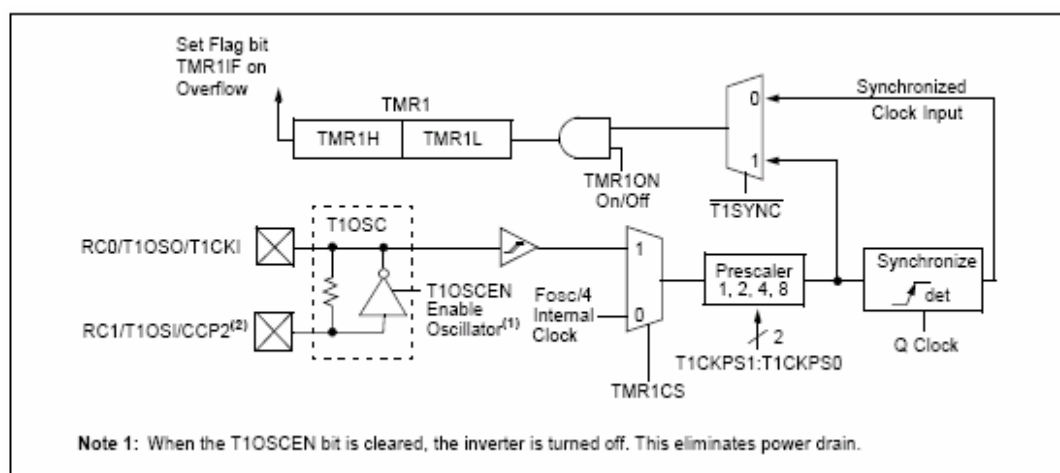 Set Flag bit
TMR1IF on
Overflow
TMR1
TMR1H
TMR1L
TMR1ON
On/Off
0
1
T1SYNC
Synchronized
Clock Input
RC0/T1OSO/T1CKI
T1OSC
RC1/T1OSI/CCP2(2)
T1OSCEN
Enable
Oscillator(1)
Fosc/4
Internal
Clock
1
0
TMR1CS
Prescaler
1, 2, 4, 8
2
T1CKPS1:T1CKPS0
Synchronize
det
Q Clock
Note 1: When the T1OSCEN bit is cleared, the inverter is turned off. This eliminates power drain.